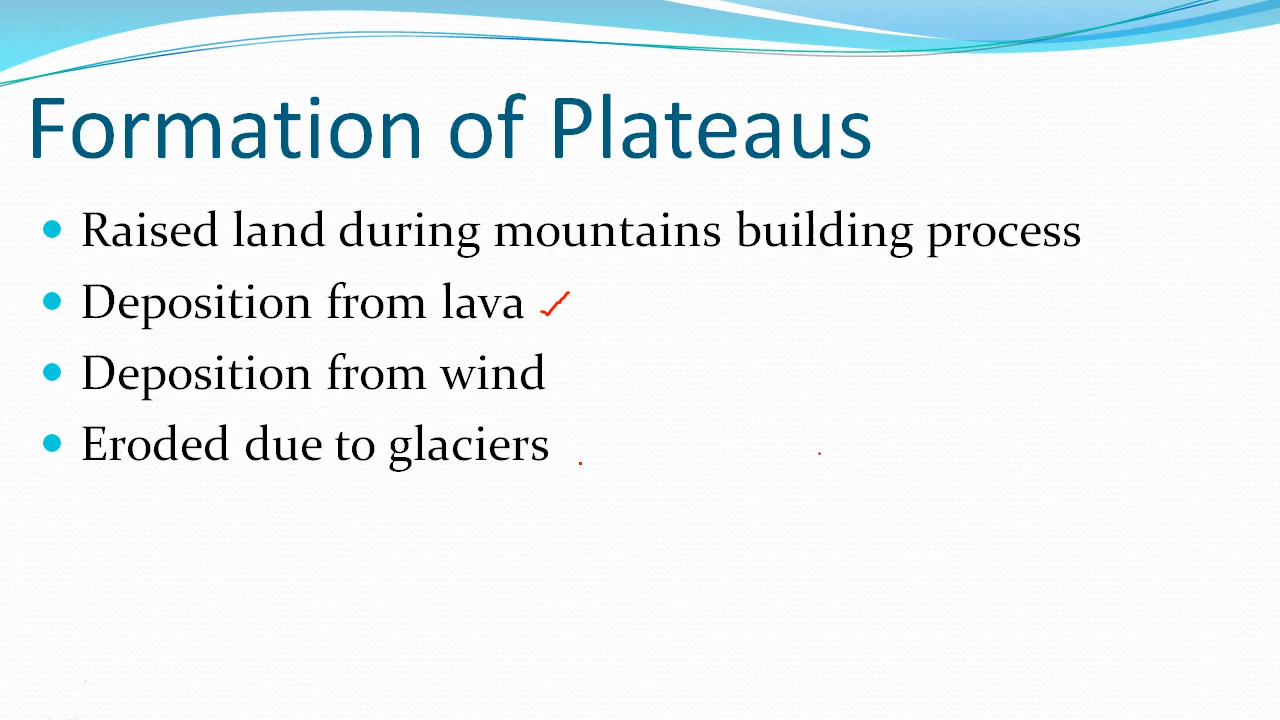 Formation of Plateaus
• Raised land during mountains building process
• Deposition from lava ✓
• Deposition from wind
• Eroded due to glaciers